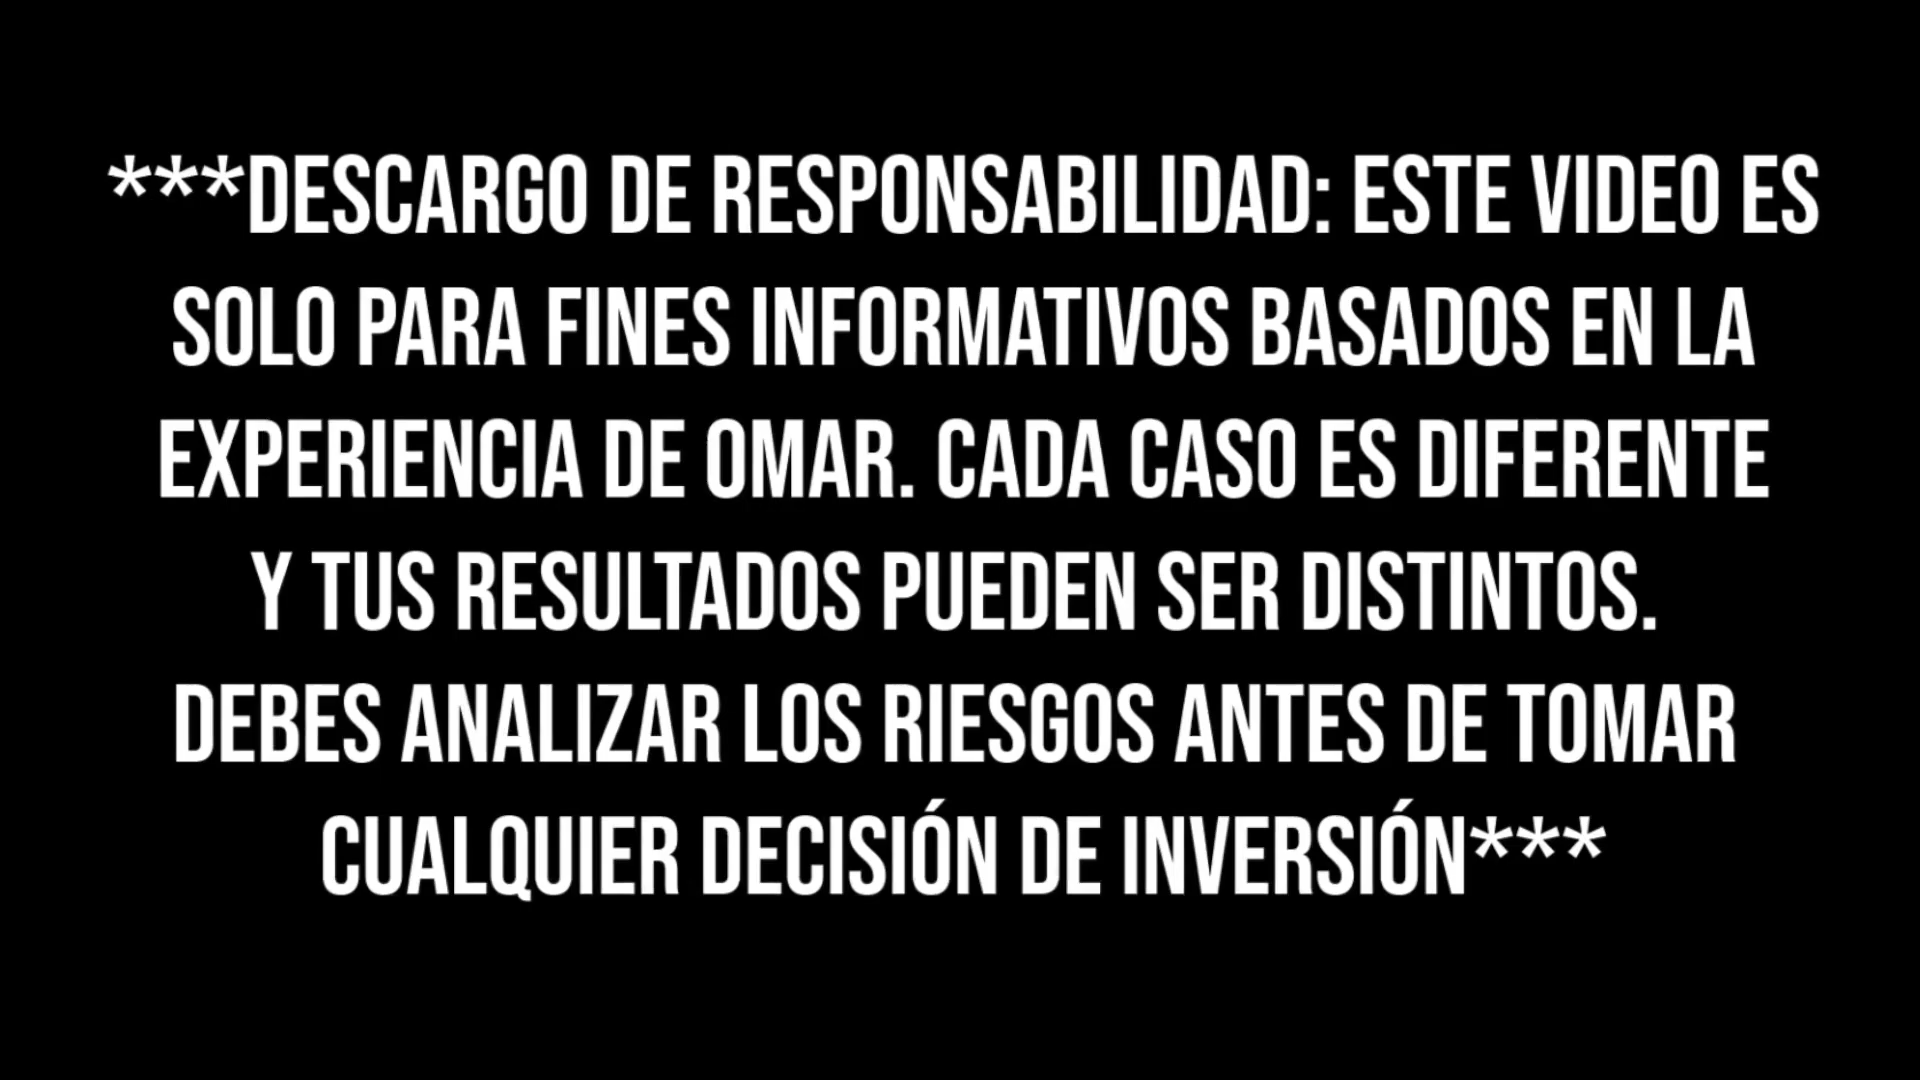 ***DESCARGO DE RESPONSABILIDAD: ESTE VIDEO ES
SOLO PARA FINES INFORMATIVOS BASADOS EN LA
EXPERIENCIA DE OMAR. CADA CASO ES DIFERENTE
Y TUS RESULTADOS PUEDEN SER DISTINTOS.
DEBES ANALIZAR LOS RIESGOS ANTES DE TOMAR
CUALQUIER DECISIÓN DE INVERSIÓN***